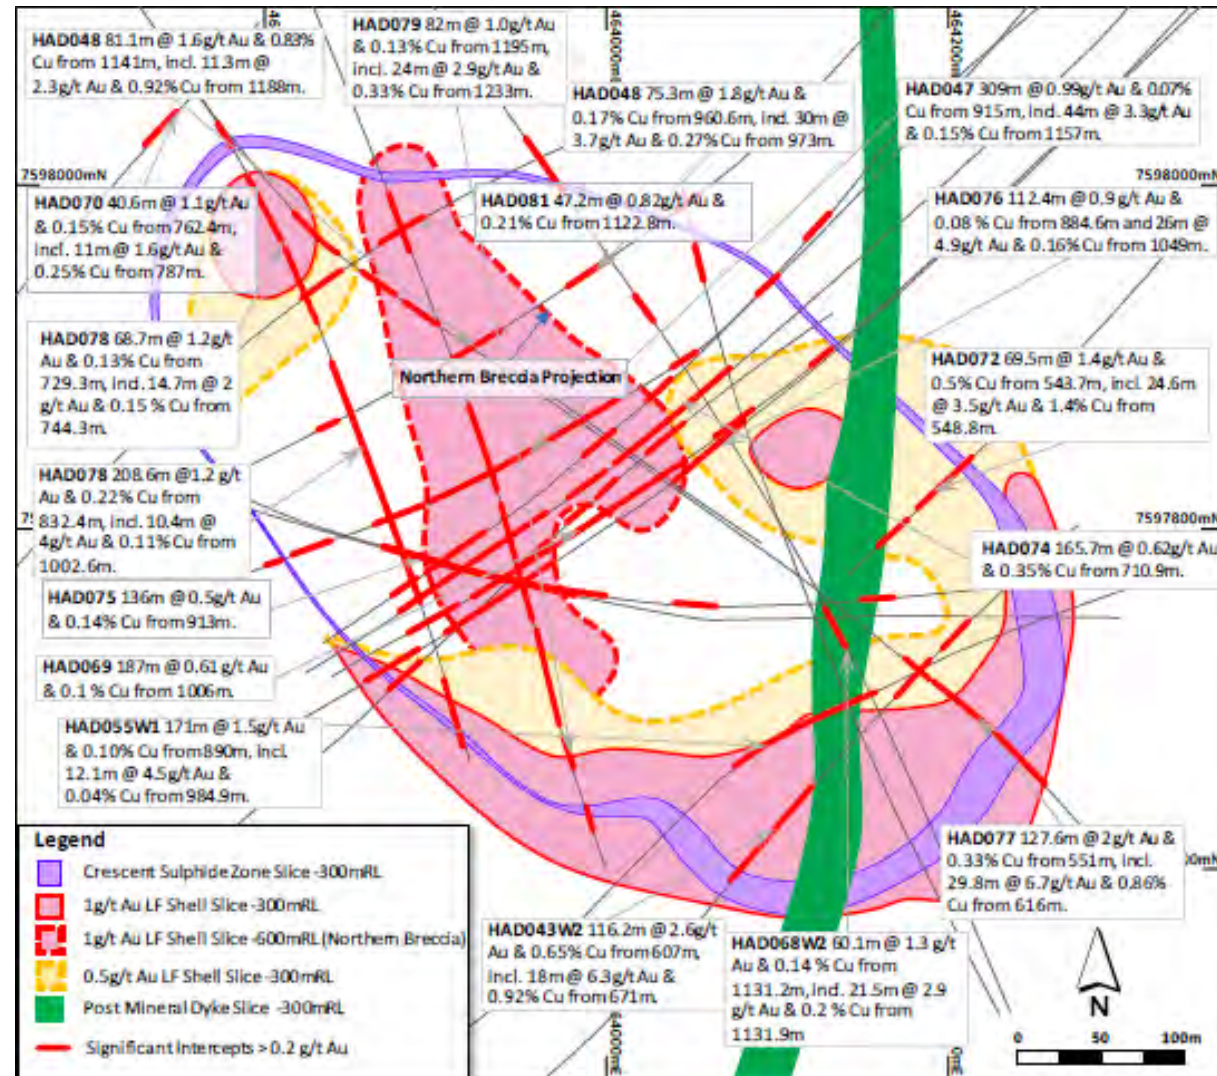 46
464000mE
464200mE
HAD048 81.1m @ 1.6g/t Au & 0.83%
Cu from 1141m, incl. 11.3m @
2.3g/t Au & 0.92% Cu from 1188m.
HAD079 82m @ 1.0g/t Au
& 0.13% Cu from 1195m,
incl. 24m @ 2.9g/t Au &
0.33% Cu from 1233m.
HAD048 75.3m @ 1.8g/t Au &
0.17% Cu from 960.6m, incl. 30m @
3.7g/t Au & 0.27% Cu from 973m.
HAD047 309m @ 0.99g/t Au & 0.07%
Cu from 915m, incl. 44m @ 3.3g/t Au
& 0.15% Cu from 1157m.
7598000mN
7598000mN
HAD070 40.6m @ 1.1g/t Au
& 0.15% Cu from 762.4m,
incl. 11m @ 1.6g/t Au &
0.25% Cu from 787m.
HAD081 47.2m @ 0.82g/t Au &
0.21% Cu from 1122.8m.
HAD076 112.4m @ 0.9 g/t Au &
0.08 % Cu from 884.6m and 26m @
4.9g/t Au & 0.16% Cu from 1049m.
HAD078 68.7m @ 1.2g/t
Au & 0.13% Cu from
729.3m, incl. 14.7m @ 2
g/t Au & 0.15 % Cu from
744.3m.
Northern Breccia Projection
HAD072 69.5m @ 1.4g/t Au &
0.5% Cu from 543.7m, incl. 24.6m
@ 3.5g/t Au & 1.4% Cu from
548.8m.
HAD078 208.6m @1.2 g/t
Au & 0.22% Cu from
832.4m, incl. 10.4m @
4g/t Au & 0.11% Cu from
1002.6m.
75
7597800mN
HAD074 165.7m @ 0.62g/t Au
& 0.35% Cu from 710.9m.
HAD075 136m @ 0.5g/t Au
& 0.14% Cu from 913m.
HAD069 187m @ 0.61 g/t Au
& 0.1 % Cu from 1006m.
HAD055W1 171m @ 1.5g/t Au
& 0.10% Cu from 890m, incl.
12.1m @ 4.5g/t Au &
0.04% Cu from 984.9m.
HAD077 127.6m @ 2g/t Au &
0.33% Cu from 551m, incl.
29.8m @ 6.7g/t Au & 0.86%
Cu from 616m.
00mN
HAD043W2 116.2m @ 2.6g/t
Au & 0.65% Cu from 607m,
incl. 18m @ 6.3g/t Au &
0.92% Cu from 671m.
HAD068W2 60.1m @ 1.3 g/t
Au & 0.14 % Cu from
1131.2m, incl. 21.5m @ 2.9
g/t Au & 0.2 % Cu from
1131.9m
Legend
Crescent Sulphide Zone Slice -300mRL
1g/t Au LF Shell Slice -300mRL
1g/t Au LF Shell Slice -600mRL (Northern Breccia)
0.5g/t Au LF Shell Slice -300mRL
Post Mineral Dyke Slice -300mRL
Significant Intercepts > 0.2 g/t Au
64000mE
0mE
N
0 50 100m